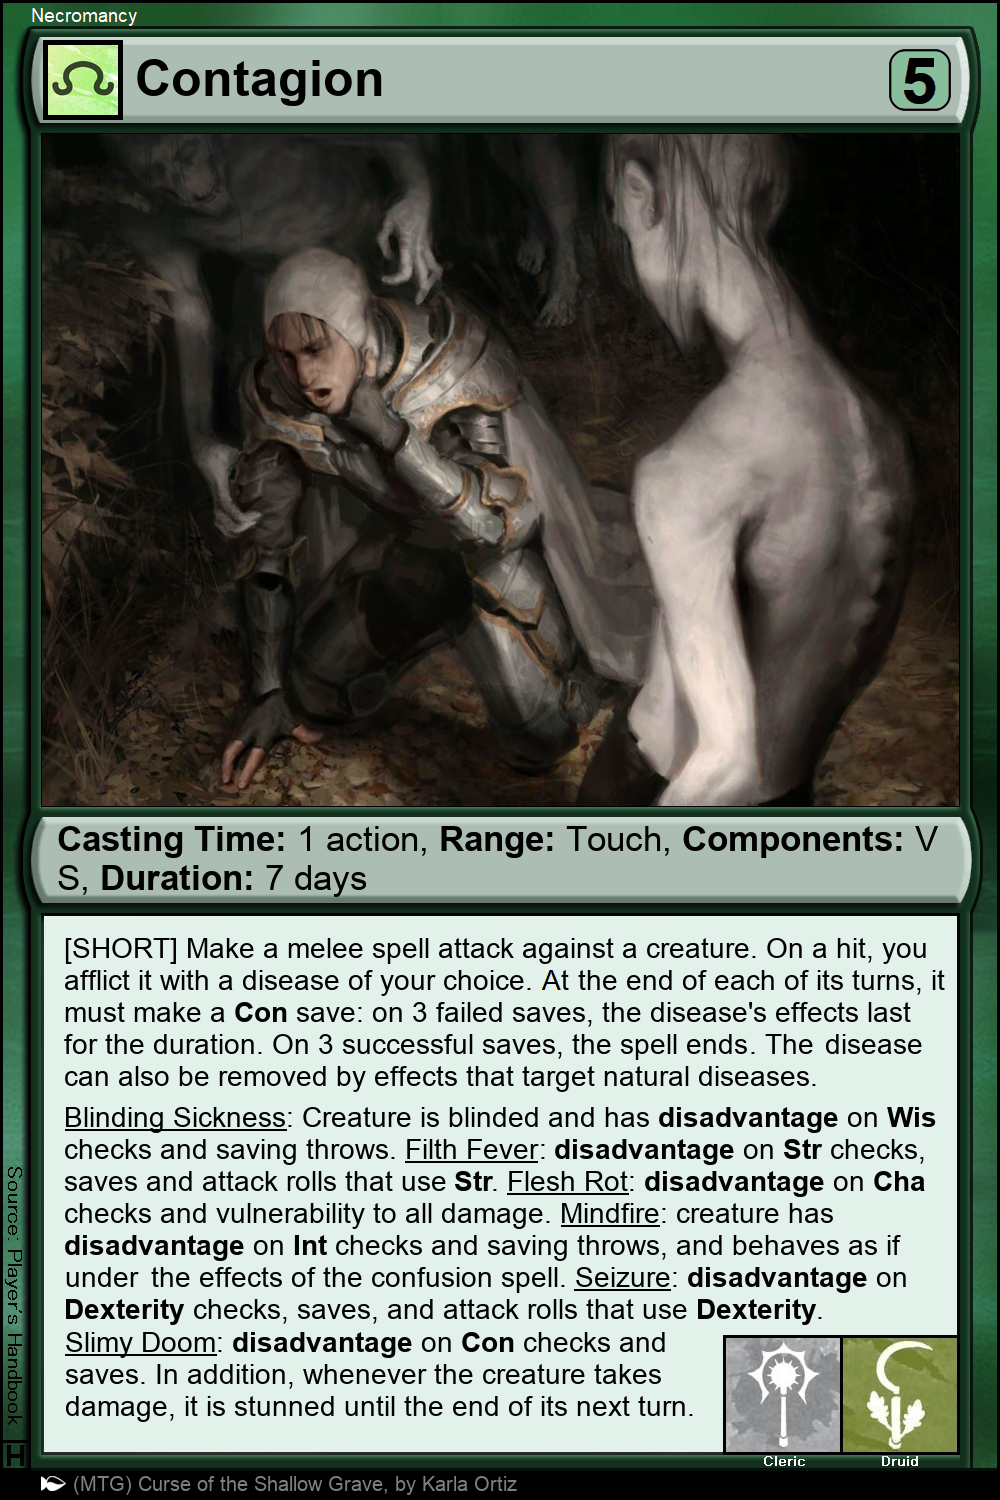 Necromancy
Contagion
5
Casting Time: 1 action, Range: Touch, Components: V
S, Duration: 7 days
[SHORT] Make a melee spell attack against a creature. On a hit, you
afflict it with a disease of your choice. At the end of each of its turns, it
must make a Con save: on 3 failed saves, the disease's effects last
for the duration. On 3 successful saves, the spell ends. The disease
can also be removed by effects that target natural diseases.
Blinding Sickness: Creature is blinded and has disadvantage on Wis
checks and saving throws. Filth Fever: disadvantage on Str checks,
saves and attack rolls that use Str. Flesh Rot: disadvantage on Cha
checks and vulnerability to all damage. Mindfire: creature has
disadvantage on Int checks and saving throws, and behaves as if
under the effects of the confusion spell. Seizure: disadvantage on
Dexterity checks, saves, and attack rolls that use Dexterity.
Slimy Doom: disadvantage on Con checks and
saves. In addition, whenever the creature takes
damage, it is stunned until the end of its next turn.
Cleric
Druid
Source: Player's Handbook
H
(MTG) Curse of the Shallow Grave, by Karla Ortiz